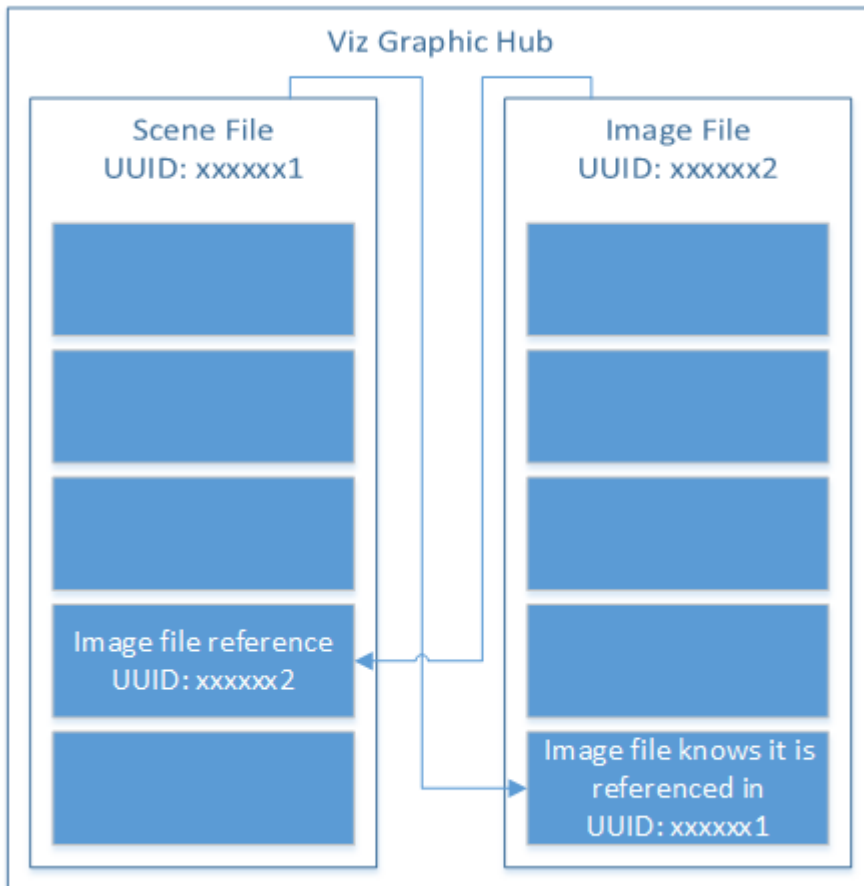 Viz Graphic Hub
Scene File
UUID: xxxxxx1
Image file reference
UUID: xxxxxx2
Image File
UUID: xxxxxx2
Image file knows it is
referenced in
UUID: xxxxxx1